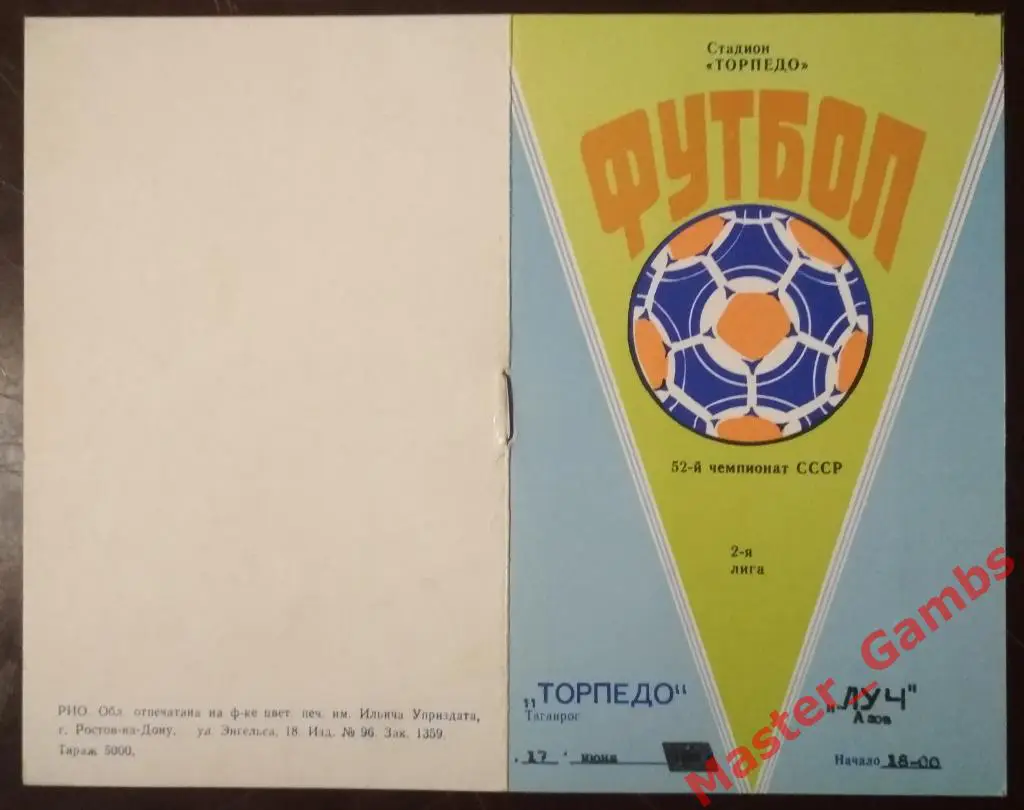 Стадион
«ТОРПЕДО»
ФУТБОЛ
52-й чемпионат СССР
2-я
лига
„ТОРПЕДО"
Таганрог
„ЛУЧ"
Азов
17 июня
Начало 18-00
РИО. Обл отпечатана на ф-ке цвет. печ. им. Ильича Уприздата,
г. Ростов-на-Дону, ул Энгельса, 18. Изд. № 96. Зак. 1359.
Тираж 5000.
Master_Gambs